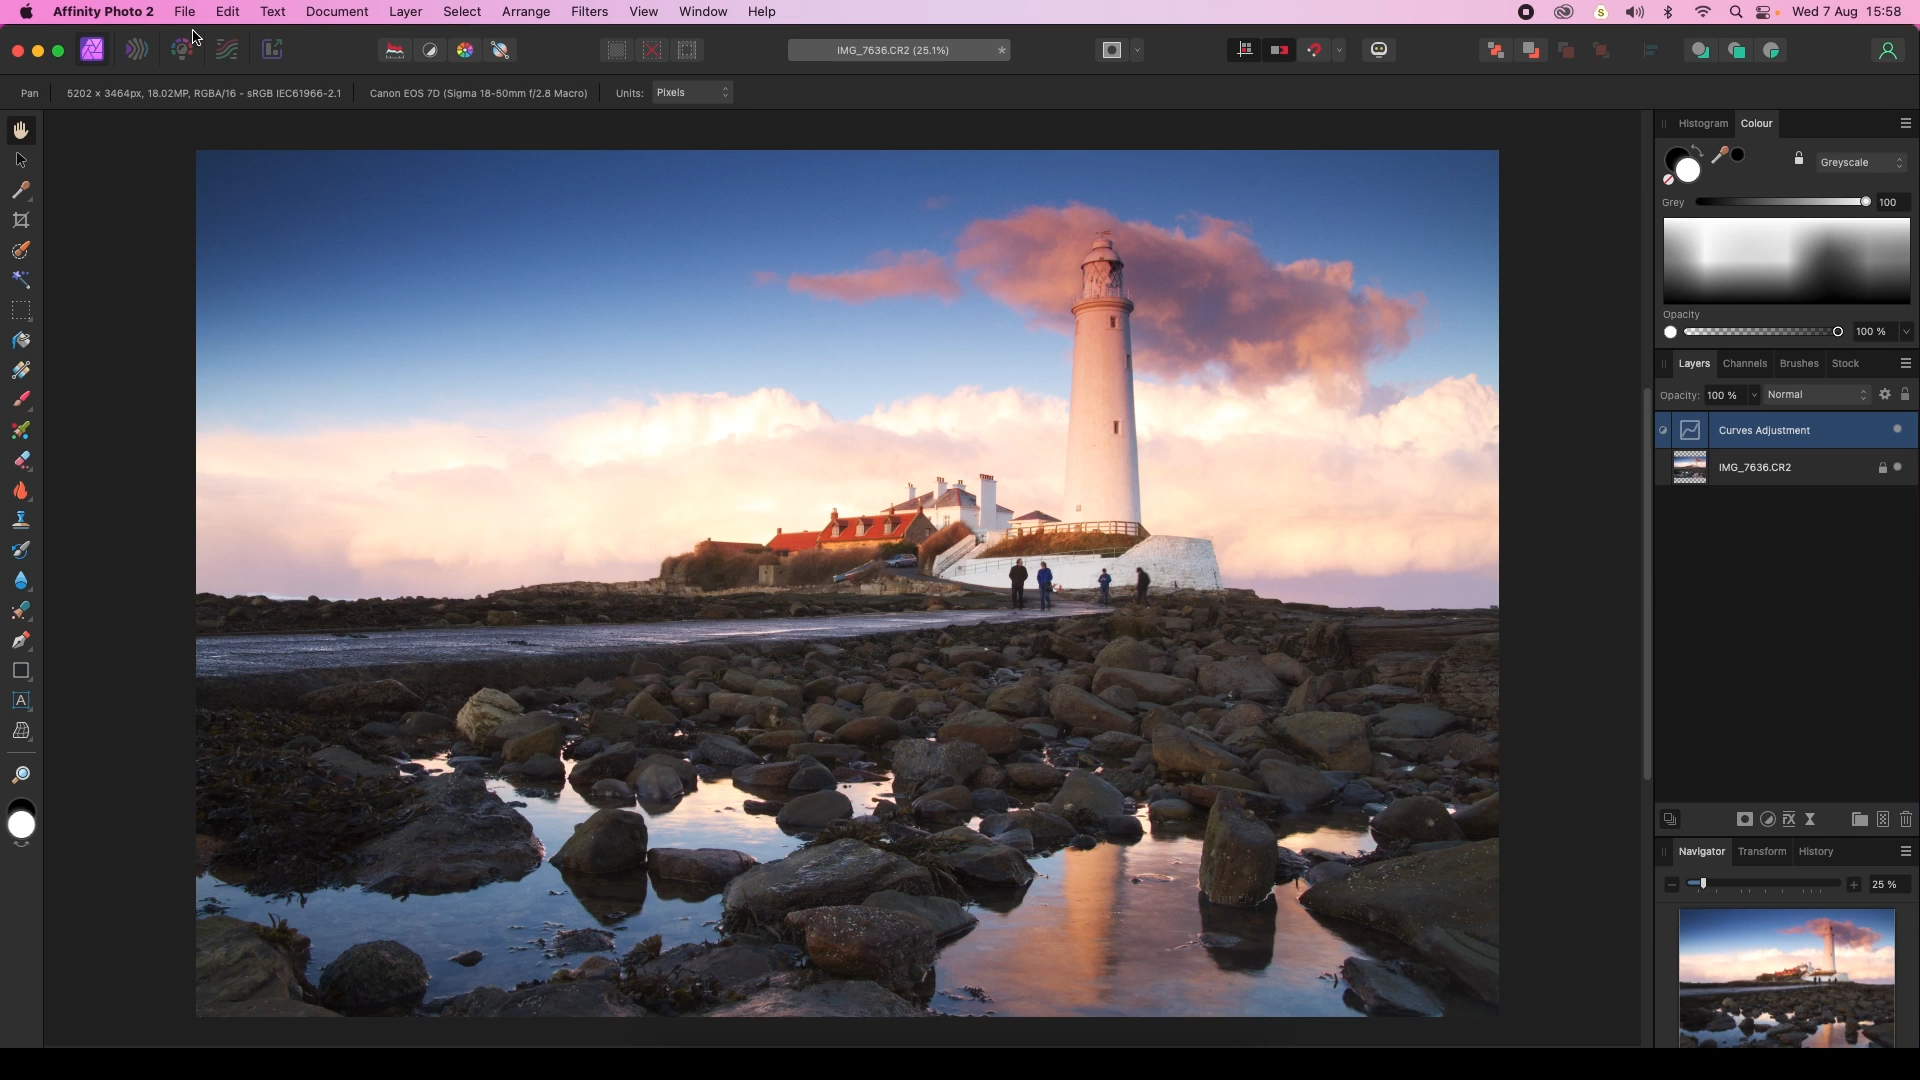 Affinity Photo 2 File Edit Text Document Layer Select Arrange Filters View Window Help S Wed 7 Aug 15:58
IMG_7636.CR2 (25.1%) *
Pan 5202 x 3464px, 18.02MP, RGBA/16 - sRGB IEC61966-2.1 Canon EOS 7D (Sigma 18-50mm f/2.8 Macro) Units: Pixels
Histogram Colour
Greyscale
Grey 100
Opacity
100 %
Layers Channels Brushes Stock
Opacity: 100 % Normal
Curves Adjustment
IMG_7636.CR2
A
FX
Navigator Transform History
25 %